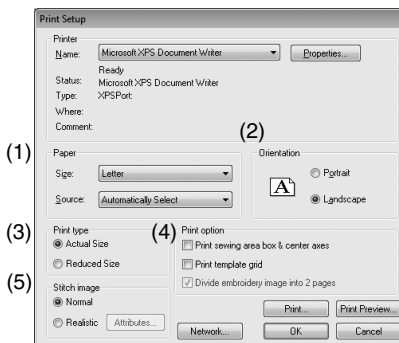 Print Setup
Printer
Name: Microsoft XPS Document Writer Properties...
Ready
Status: Microsoft XPS Document Writer
Type: XPSPort:
Where:
Comment:
(1) (2)
Paper Orientation
Size: Letter Portrait
A
Source: Automatically Select Landscape
(3) Print type (4) Print option
Actual Size Print sewing area box & center axes
Reduced Size Print template grid
(5) Stitch image Divide embroidery image into 2 pages
Normal
Print... Print Preview...
Realistic Attributes...
Network... OK Cancel